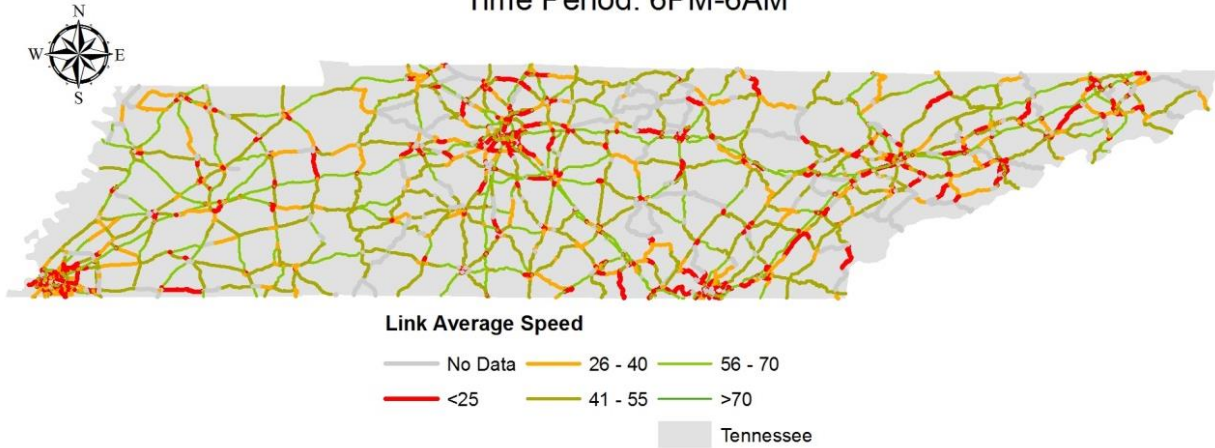 Time Period: 6PM-6AM
N
W E
S
Link Average Speed
No Data 26 - 40 56 - 70
<25 41 - 55 >70
Tennessee